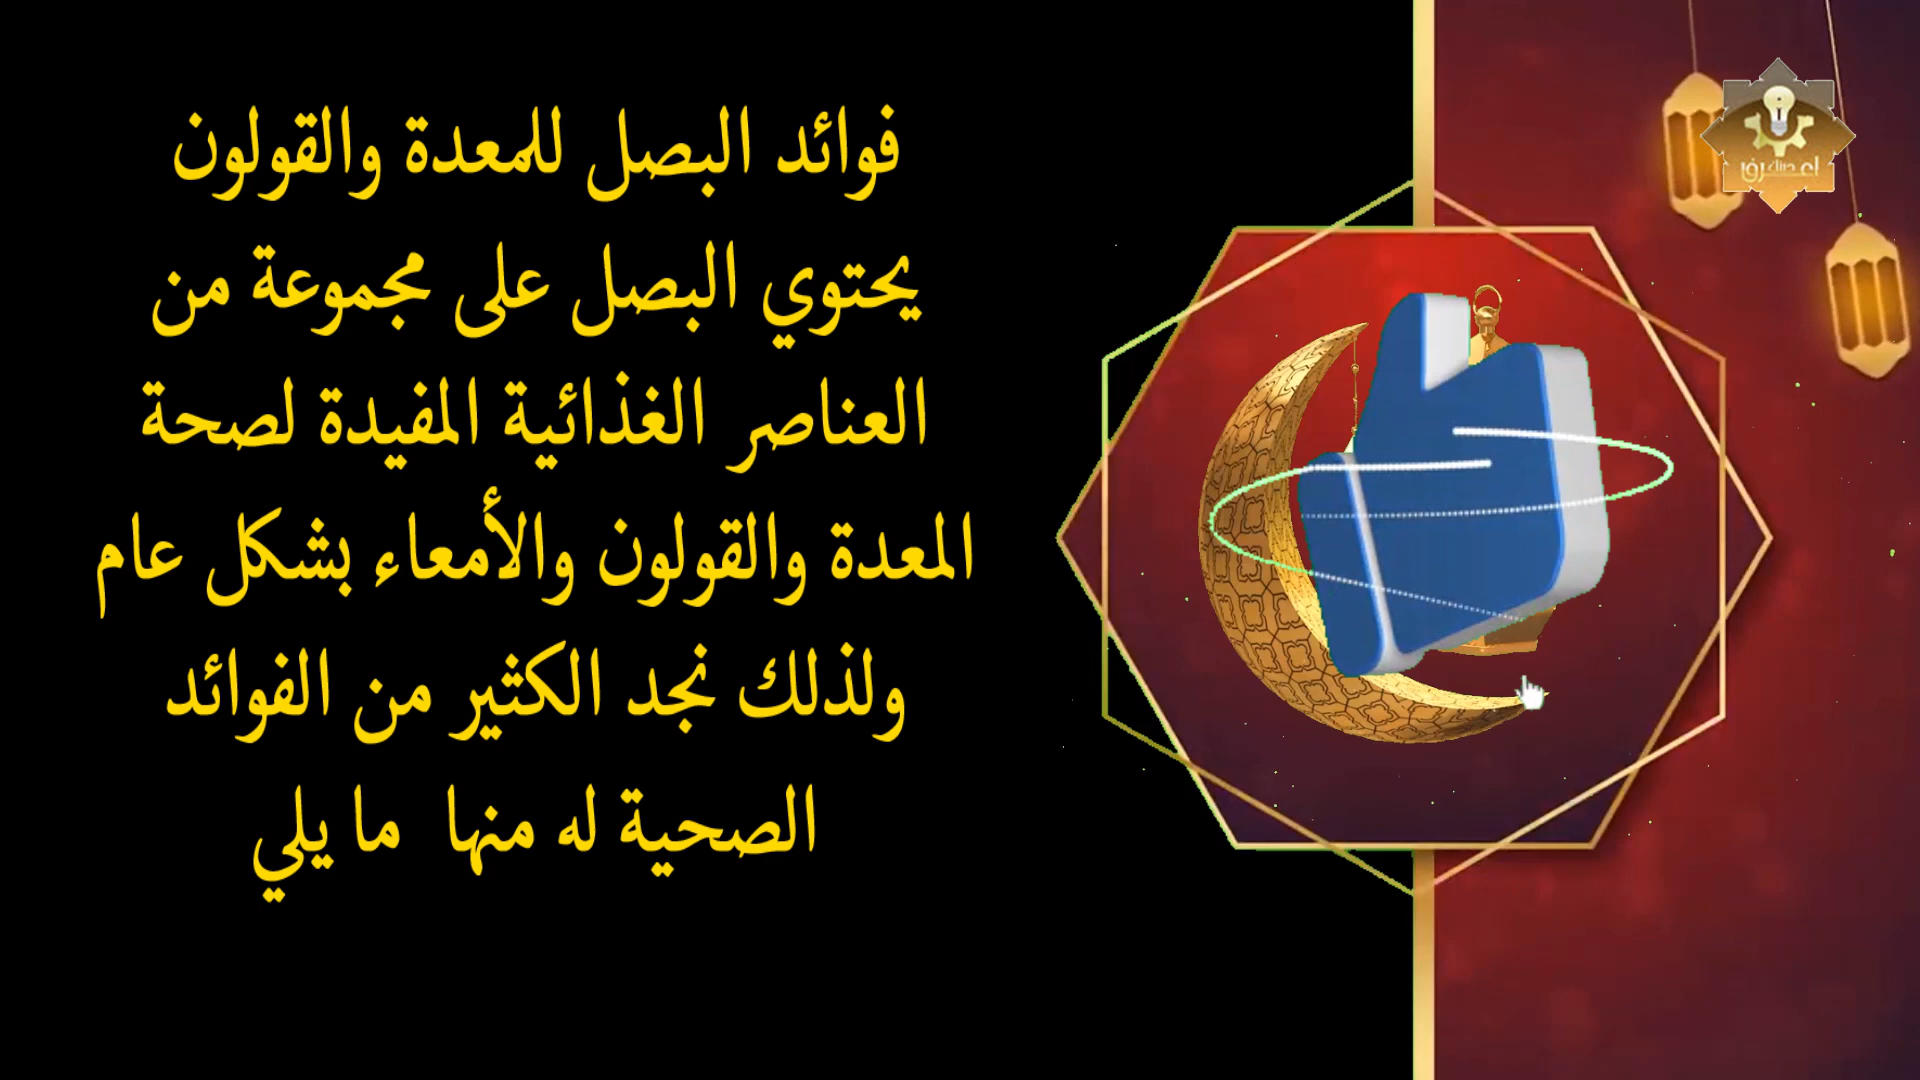 فوائد البصل للمعدة والقولون
يحتوي البصل على مجموعة من
العناصر الغذائية المفيدة لصحة
المعدة والقولون والأمعاء بشكل عام
ولذلك نجد الكثير من الفوائد
الصحية له منها ما يلي